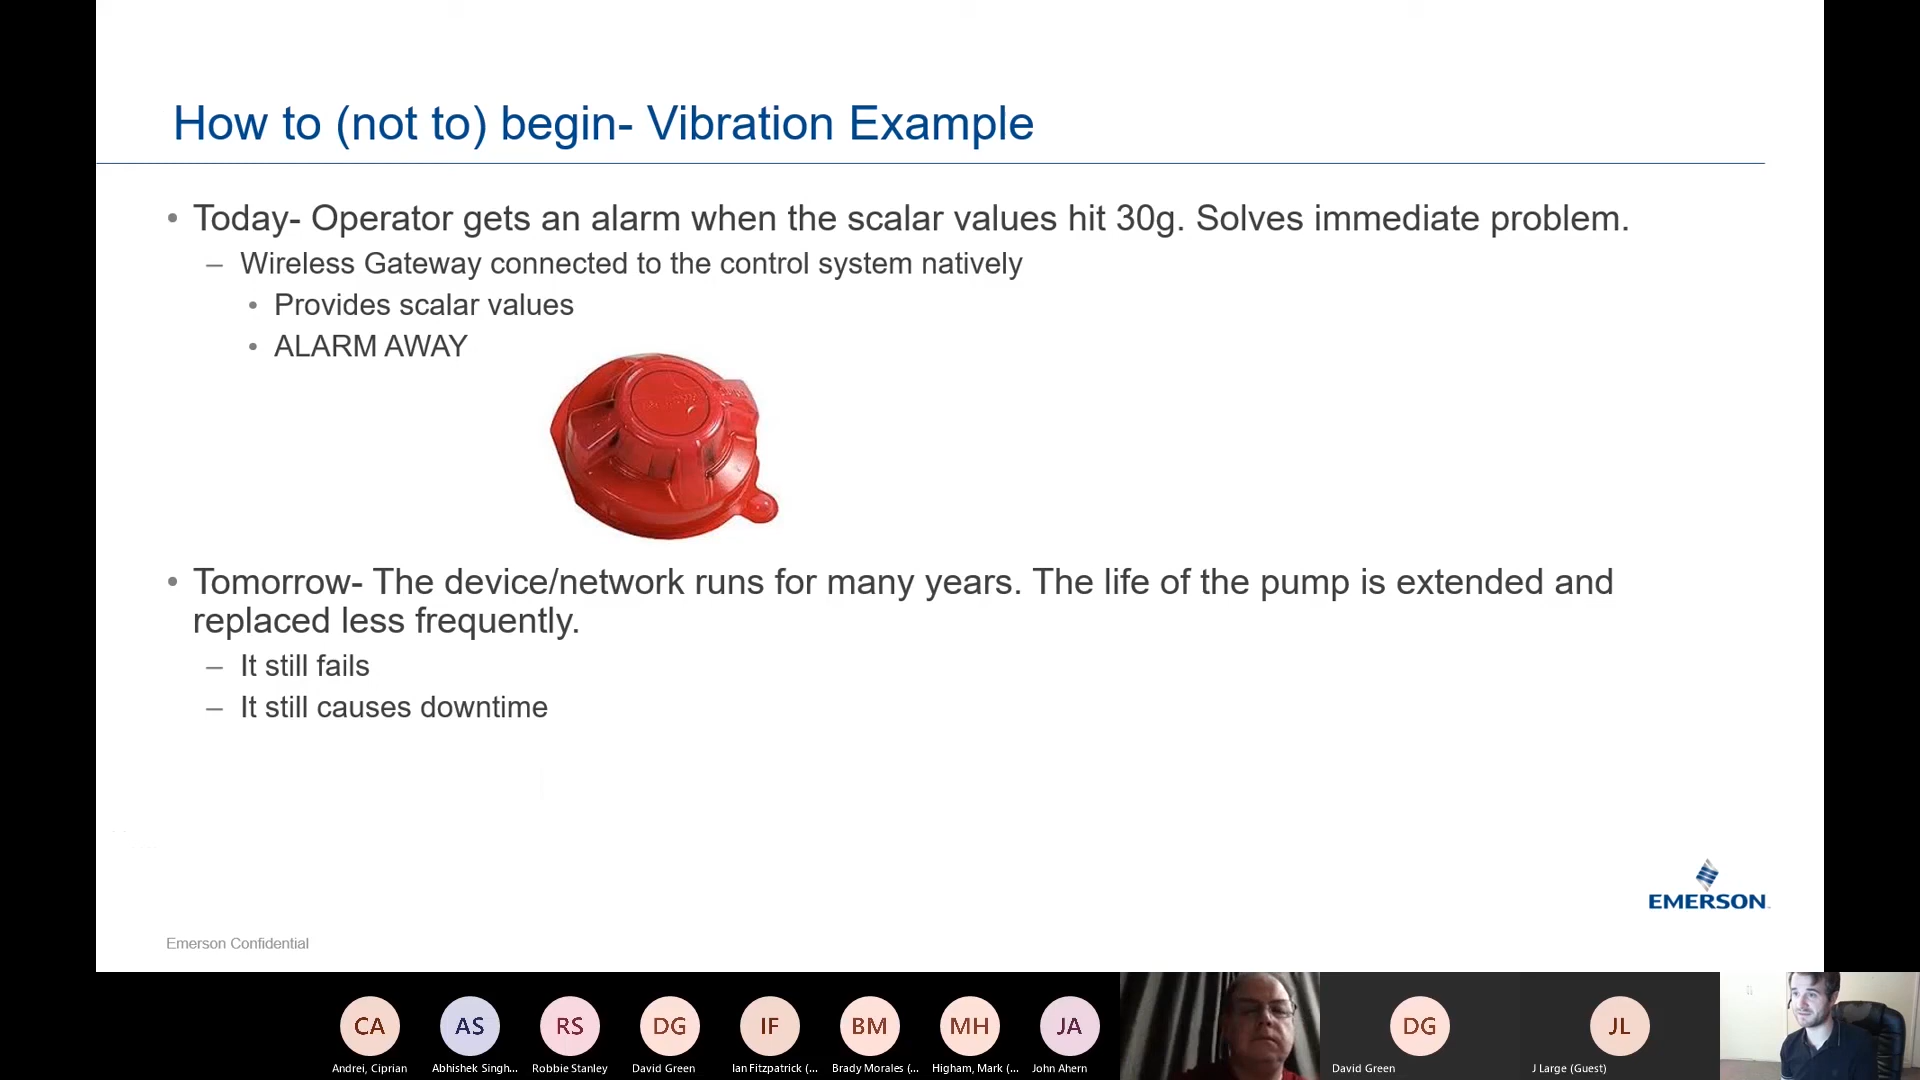 How to (not to) begin- Vibration Example
• Today- Operator gets an alarm when the scalar values hit 30g. Solves immediate problem.
– Wireless Gateway connected to the control system natively
• Provides scalar values
• ALARM AWAY
• Tomorrow- The device/network runs for many years. The life of the pump is extended and
replaced less frequently.
– It still fails
– It still causes downtime
EMERSON
Emerson Confidential
CA AS RS DG IF BM MH JA DG JL
Andrei, Ciprian Abhishek Singh... Robbie Stanley David Green Ian Fitzpatrick (... Brady Morales (... Higham, Mark (... John Ahern David Green J Large (Guest)